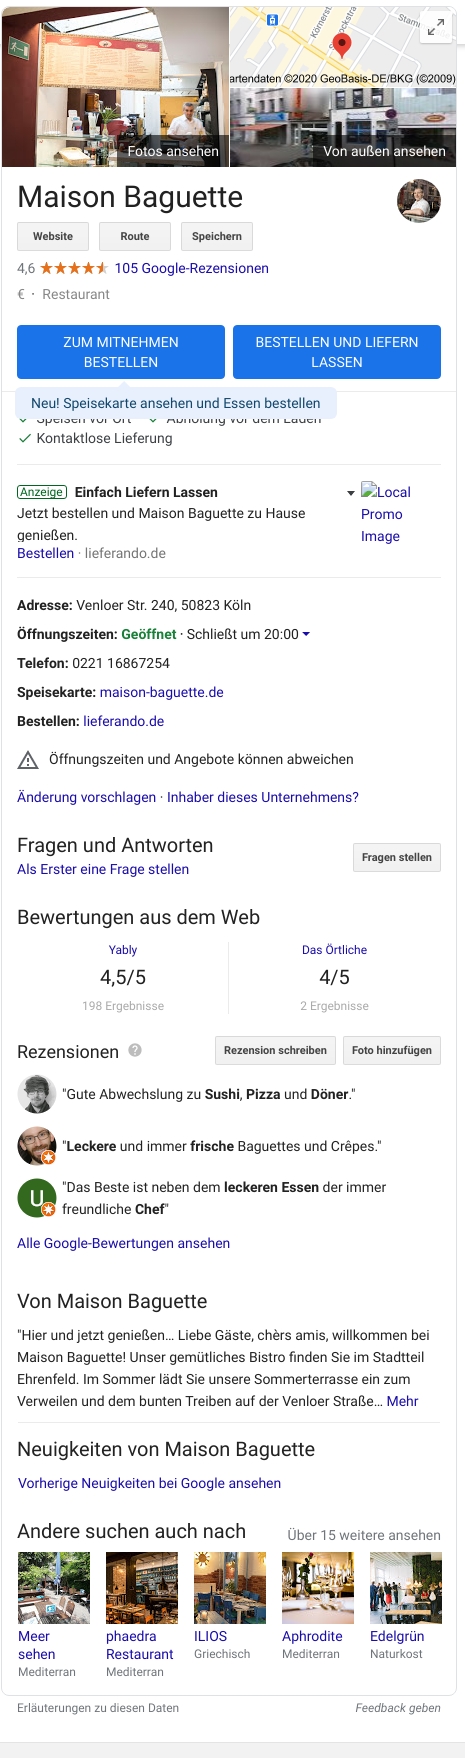 Fotos ansehen
Körnerstr.
Stam
artendaten ©2020 GeoBasis-DE/BKG (©2009)
Von außen ansehen
Maison Baguette
Website
Route
Speichern
4,6 105 Google-Rezensionen
€ · Restaurant
ZUM MITNEHMEN
BESTELLEN
BESTELLEN UND LIEFERN
LASSEN
Neu! Speisekarte ansehen und Essen bestellen
Speisen vor Ort Abholung vor dem Laden
Kontaktlose Lieferung
Anzeige Einfach Liefern Lassen
Jetzt bestellen und Maison Baguette zu Hause
genießen.
Bestellen · lieferando.de
Local
Promo
Image
Adresse: Venloer Str. 240, 50823 Köln
Öffnungszeiten: Geöffnet · Schließt um 20:00
Telefon: 0221 16867254
Speisekarte: maison-baguette.de
Bestellen: lieferando.de
Öffnungszeiten und Angebote können abweichen
Änderung vorschlagen · Inhaber dieses Unternehmens?
Fragen und Antworten
Als Erster eine Frage stellen
Fragen stellen
Bewertungen aus dem Web
Yably
4,5/5
198 Ergebnisse
Das Örtliche
4/5
2 Ergebnisse
Rezensionen ?
Rezension schreiben
Foto hinzufügen
"Gute Abwechslung zu Sushi, Pizza und Döner."
"Leckere und immer frische Baguettes und Crêpes."
U
"Das Beste ist neben dem leckeren Essen der immer
freundliche Chef"
Alle Google-Bewertungen ansehen
Von Maison Baguette
"Hier und jetzt genießen… Liebe Gäste, chèrs amis, willkommen bei
Maison Baguette! Unser gemütliches Bistro finden Sie im Stadtteil
Ehrenfeld. Im Sommer lädt Sie unsere Sommerterrasse ein zum
Verweilen und dem bunten Treiben auf der Venloer Straße… Mehr
Neuigkeiten von Maison Baguette
Vorherige Neuigkeiten bei Google ansehen
Andere suchen auch nach
Über 15 weitere ansehen
Meer
sehen
Mediterran
phaedra
Restaurant
Mediterran
ILIOS
Griechisch
Aphrodite
Mediterran
Edelgrün
Naturkost
Erläuterungen zu diesen Daten
Feedback geben